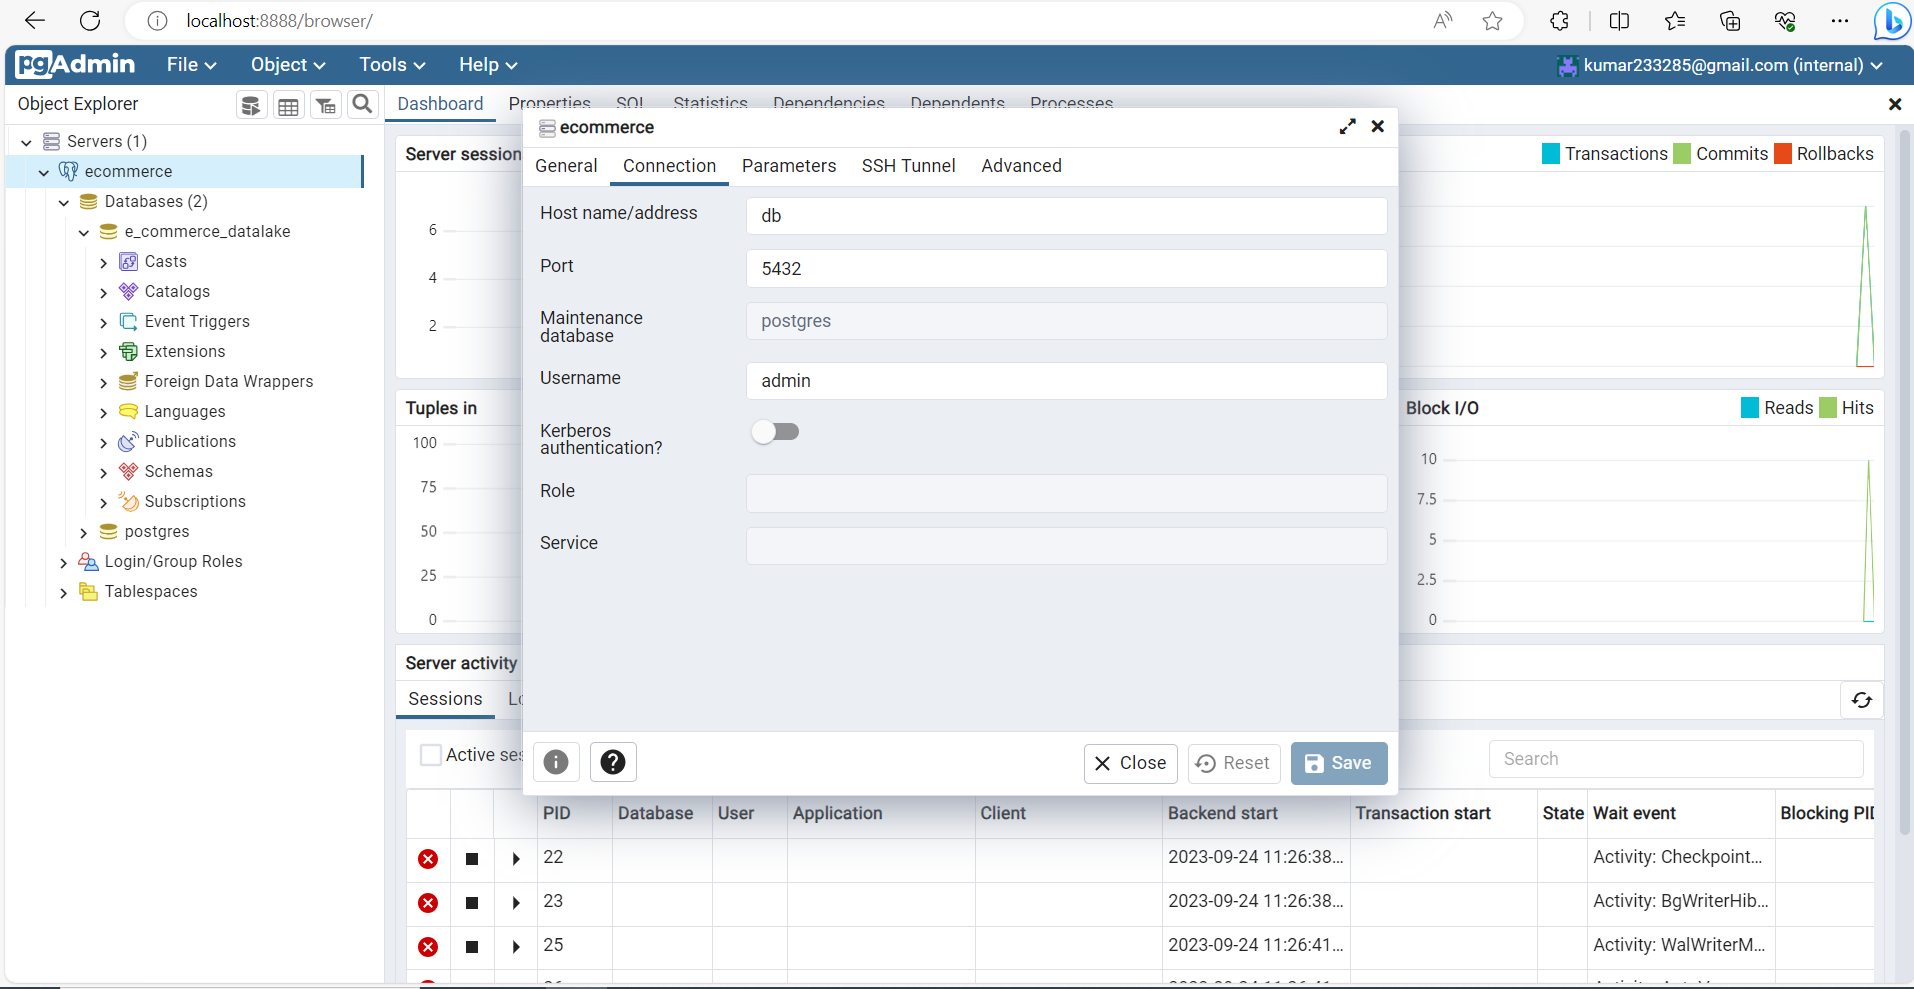 localhost:8888/browser/
pgAdmin File Object Tools Help kumar233285@gmail.com (internal)
Object Explorer
Dashboard Properties SQL Statistics Dependencies Dependents Processes
Servers (1)
ecommerce
Databases (2)
e_commerce_datalake
Casts
Catalogs
Event Triggers
Extensions
Foreign Data Wrappers
Languages
Publications
Schemas
Subscriptions
postgres
Login/Group Roles
Tablespaces
Server session
Transactions Commits Rollbacks
6
4
2
Tuples in
100
75
50
25
0
Block I/O Reads Hits
10
7.5
5
2.5
0
ecommerce
General Connection Parameters SSH Tunnel Advanced
Host name/address db
Port 5432
Maintenance
database
postgres
Username admin
Kerberos
authentication?
Role
Service
Close Reset Save
Server activity
Sessions
Active
Search
PID Database User Application Client Backend start Transaction start State Wait event Blocking
22 2023-09-24 11:26:38... Activity: Checkpoint...
23 2023-09-24 11:26:38... Activity: BgWriterHib...
25 2023-09-24 11:26:41... Activity: WalWriterM...